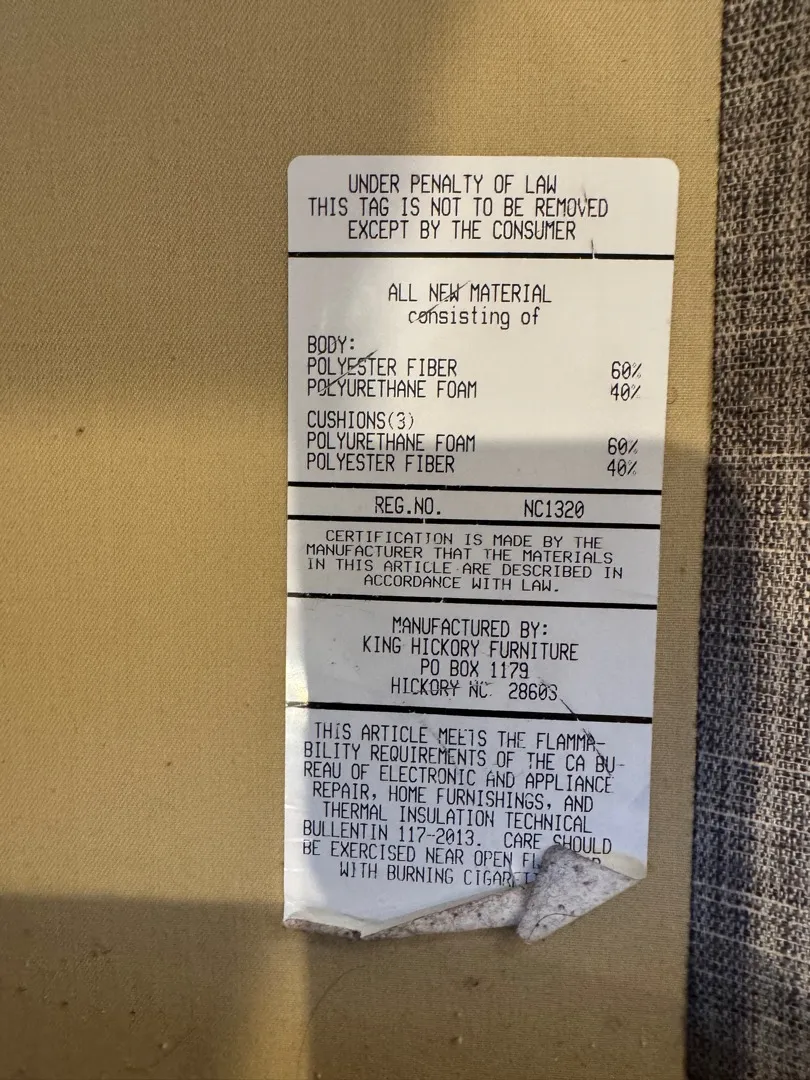 UNDER PENALTY OF LAW
THIS TAG IS NOT TO BE REMOVED
EXCEPT BY THE CONSUMER
ALL NEW MATERIAL
consisting of
BODY:
POLYESTER FIBER 60%
POLYURETHANE FOAM 40%
CUSHIONS(3)
POLYURETHANE FOAM 60%
POLYESTER FIBER 40%
REG.NO. NC1320
CERTIFICATION IS MADE BY THE
MANUFACTURER THAT THE MATERIALS
IN THIS ARTICLE ARE DESCRIBED IN
ACCORDANCE WITH LAW.
MANUFACTURED BY:
KING HICKORY FURNITURE
PO BOX 1179
HICKORY NC 28603
THIS ARTICLE MEETS THE FLAMMA-
BILITY REQUIREMENTS OF THE CA BU-
REAU OF ELECTRONIC AND APPLIANCE
REPAIR, HOME FURNISHINGS, AND
THERMAL INSULATION TECHNICAL
BULLENTIN 117-2013. CARE SHOULD
BE EXERCISED NEAR OPEN
WITH BURNING